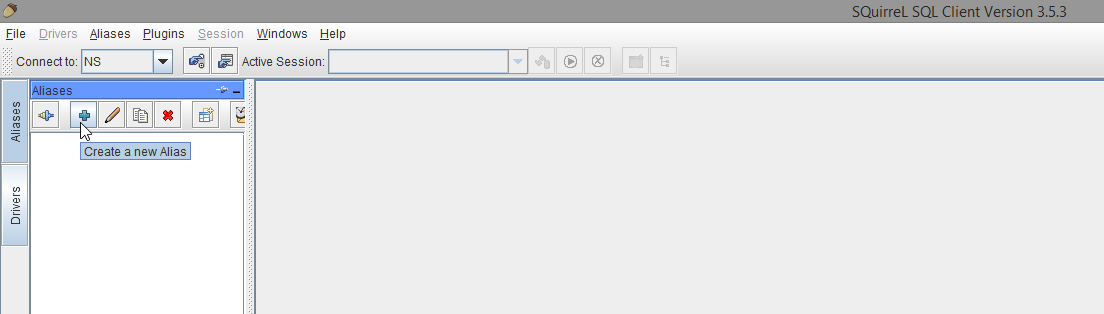 SQuirreL SQL Client Version 3.5.3
File Drivers Aliases Plugins Session Windows Help
Connect to: NS Active Session:
Aliases
Aliases
Create a new Alias
Drivers